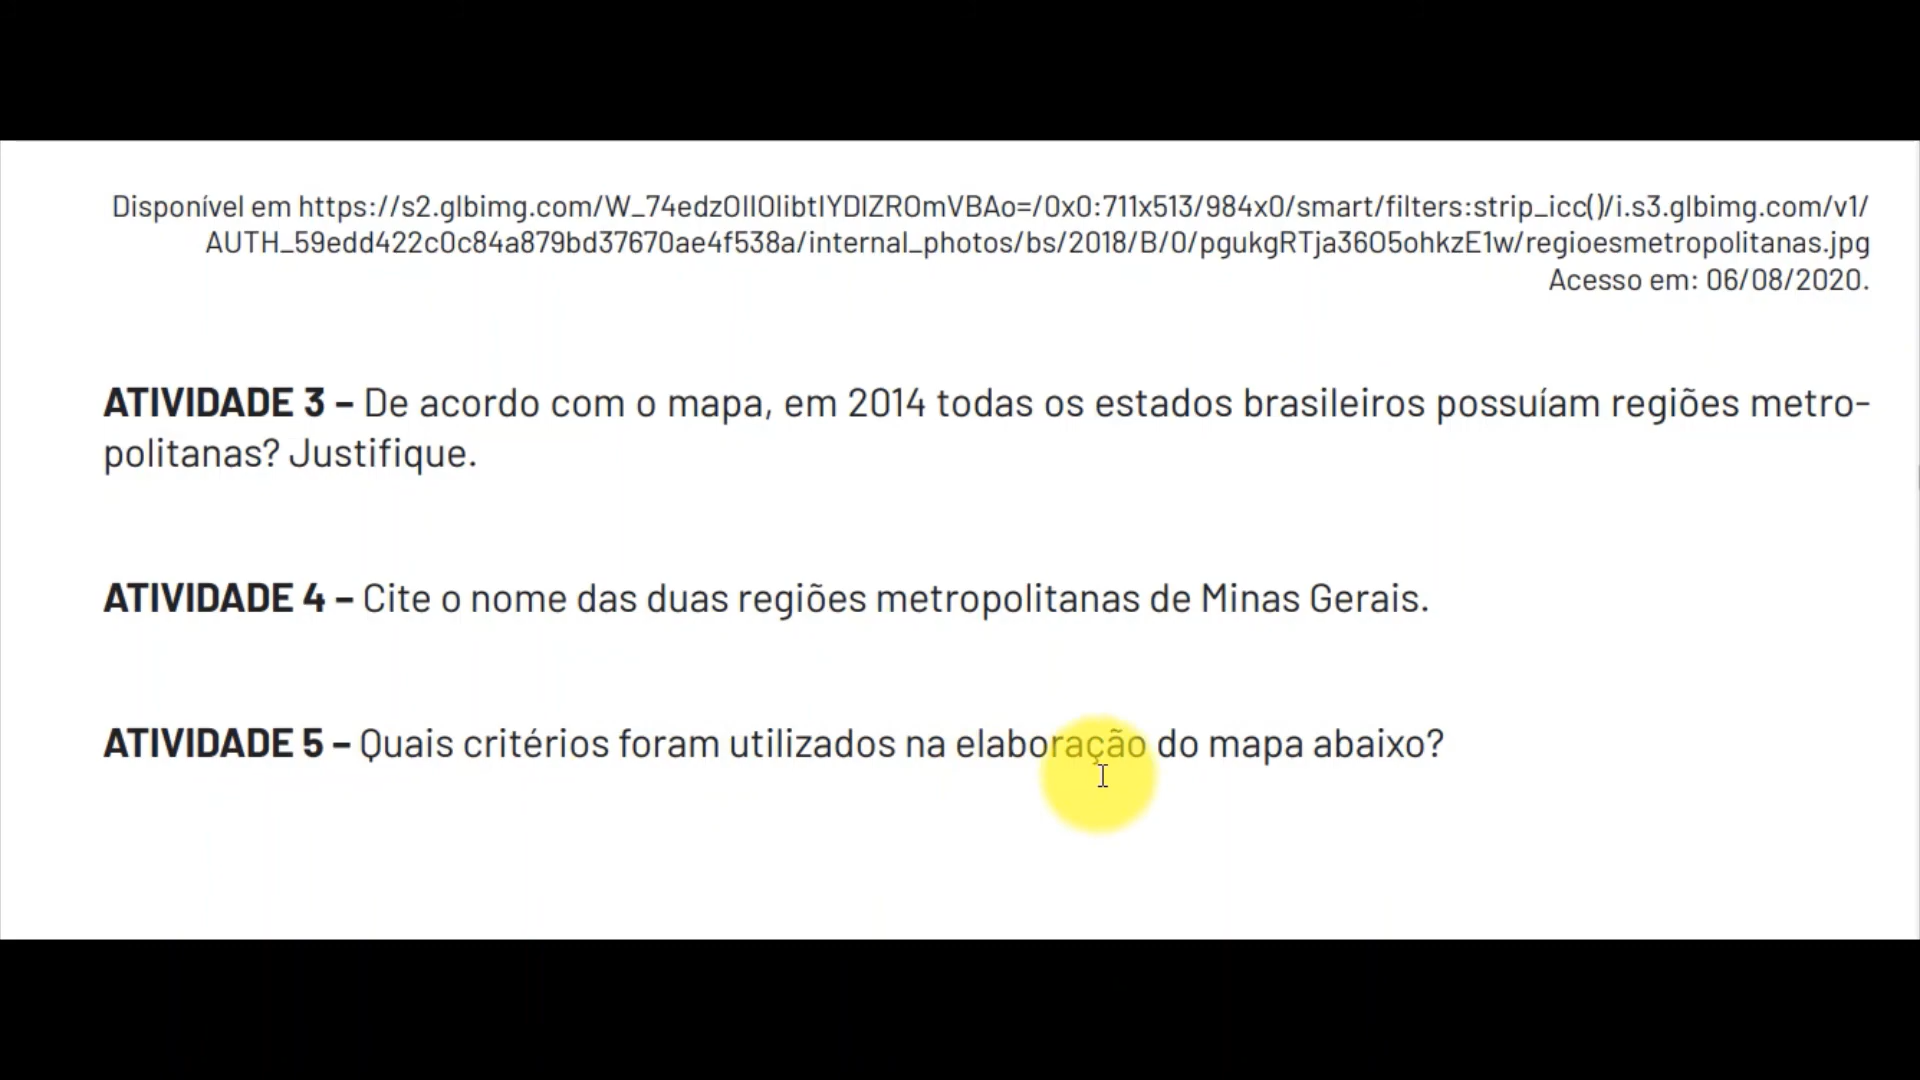 Disponível em https://s2.glbimg.com/W_74edzOllOlibtlYDlZROmVBAo=/0x0:711x513/984x0/smart/filters:strip_icc()/i.s3.glbimg.com/v1/
AUTH_59edd422c0c84a879bd37670ae4f538a/internal_photos/bs/2018/B/0/pgukgRTja36O5ohkzE1w/regioesmetropolitanas.jpg
Acesso em: 06/08/2020.
ATIVIDADE 3 – De acordo com o mapa, em 2014 todas os estados brasileiros possuíam regiões metro-
politanas? Justifique.
ATIVIDADE 4 – Cite o nome das duas regiões metropolitanas de Minas Gerais.
ATIVIDADE 5 – Quais critérios foram utilizados na elaboração do mapa abaixo?